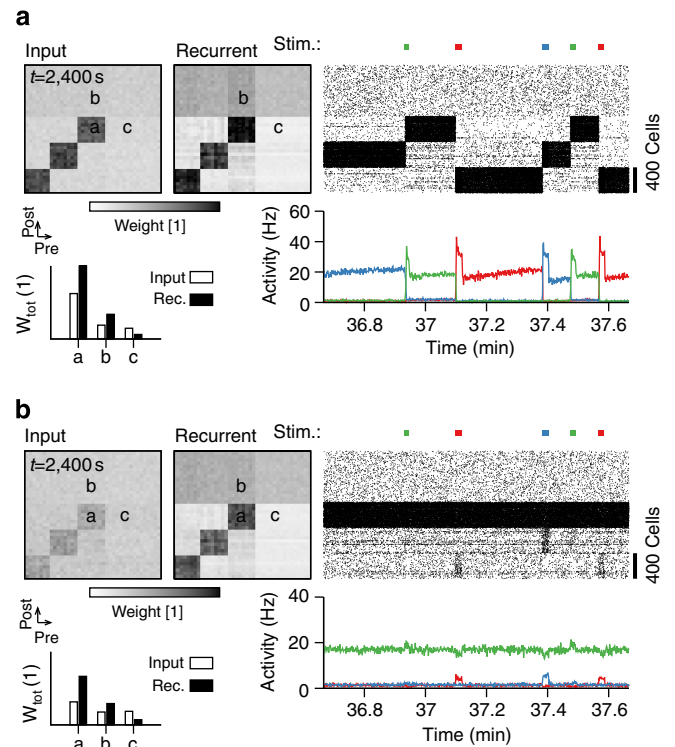 a
Input
Recurrent
Stim.:
t=2,400 s
b
a
c
b
a
c
400 Cells
Weight [1]
Post
Pre
W_tot (1)
Input
Rec.
a b c
Activity (Hz)
60
40
20
0
36.8 37 37.2 37.4 37.6
Time (min)
b
Input
Recurrent
Stim.:
t=2,400 s
b
a
c
b
a
c
400 Cells
Weight [1]
Post
Pre
W_tot (1)
Input
Rec.
a b c
Activity (Hz)
40
20
0
36.8 37 37.2 37.4 37.6
Time (min)